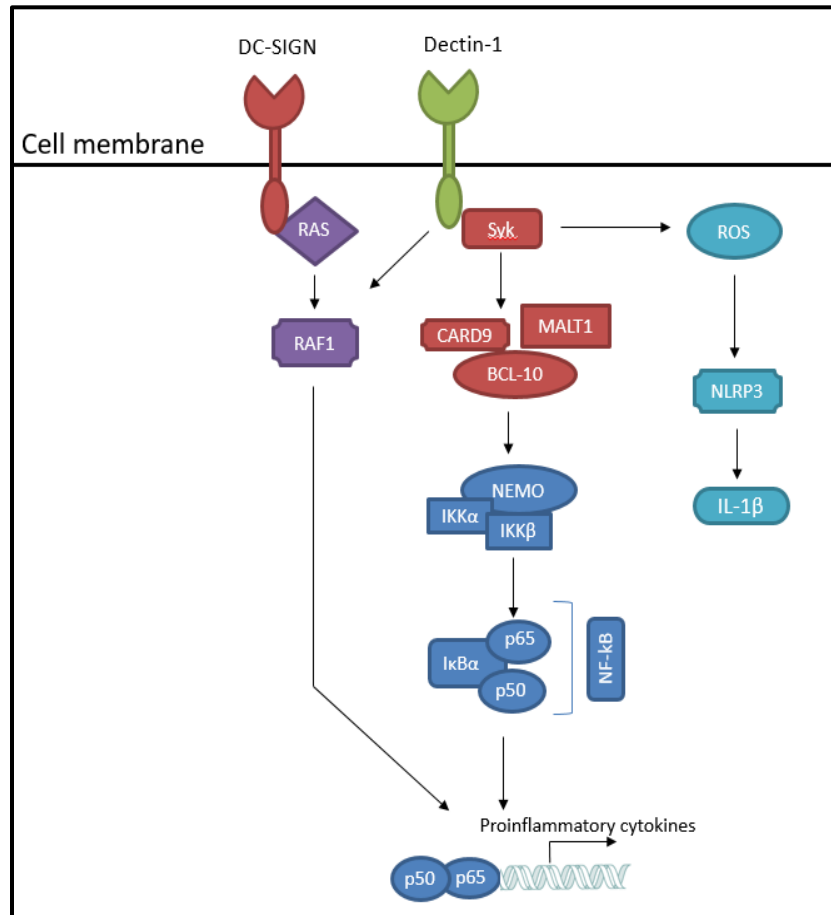 DC-SIGN
Dectin-1
Cell membrane
RAS
Syk
ROS
RAF1
CARD9
MALT1
BCL-10
NLRP3
NEMO
IKKα
IKKβ
IL-1β
p65
IκBα
p50
NF-kB
Proinflammatory cytokines
p50
p65